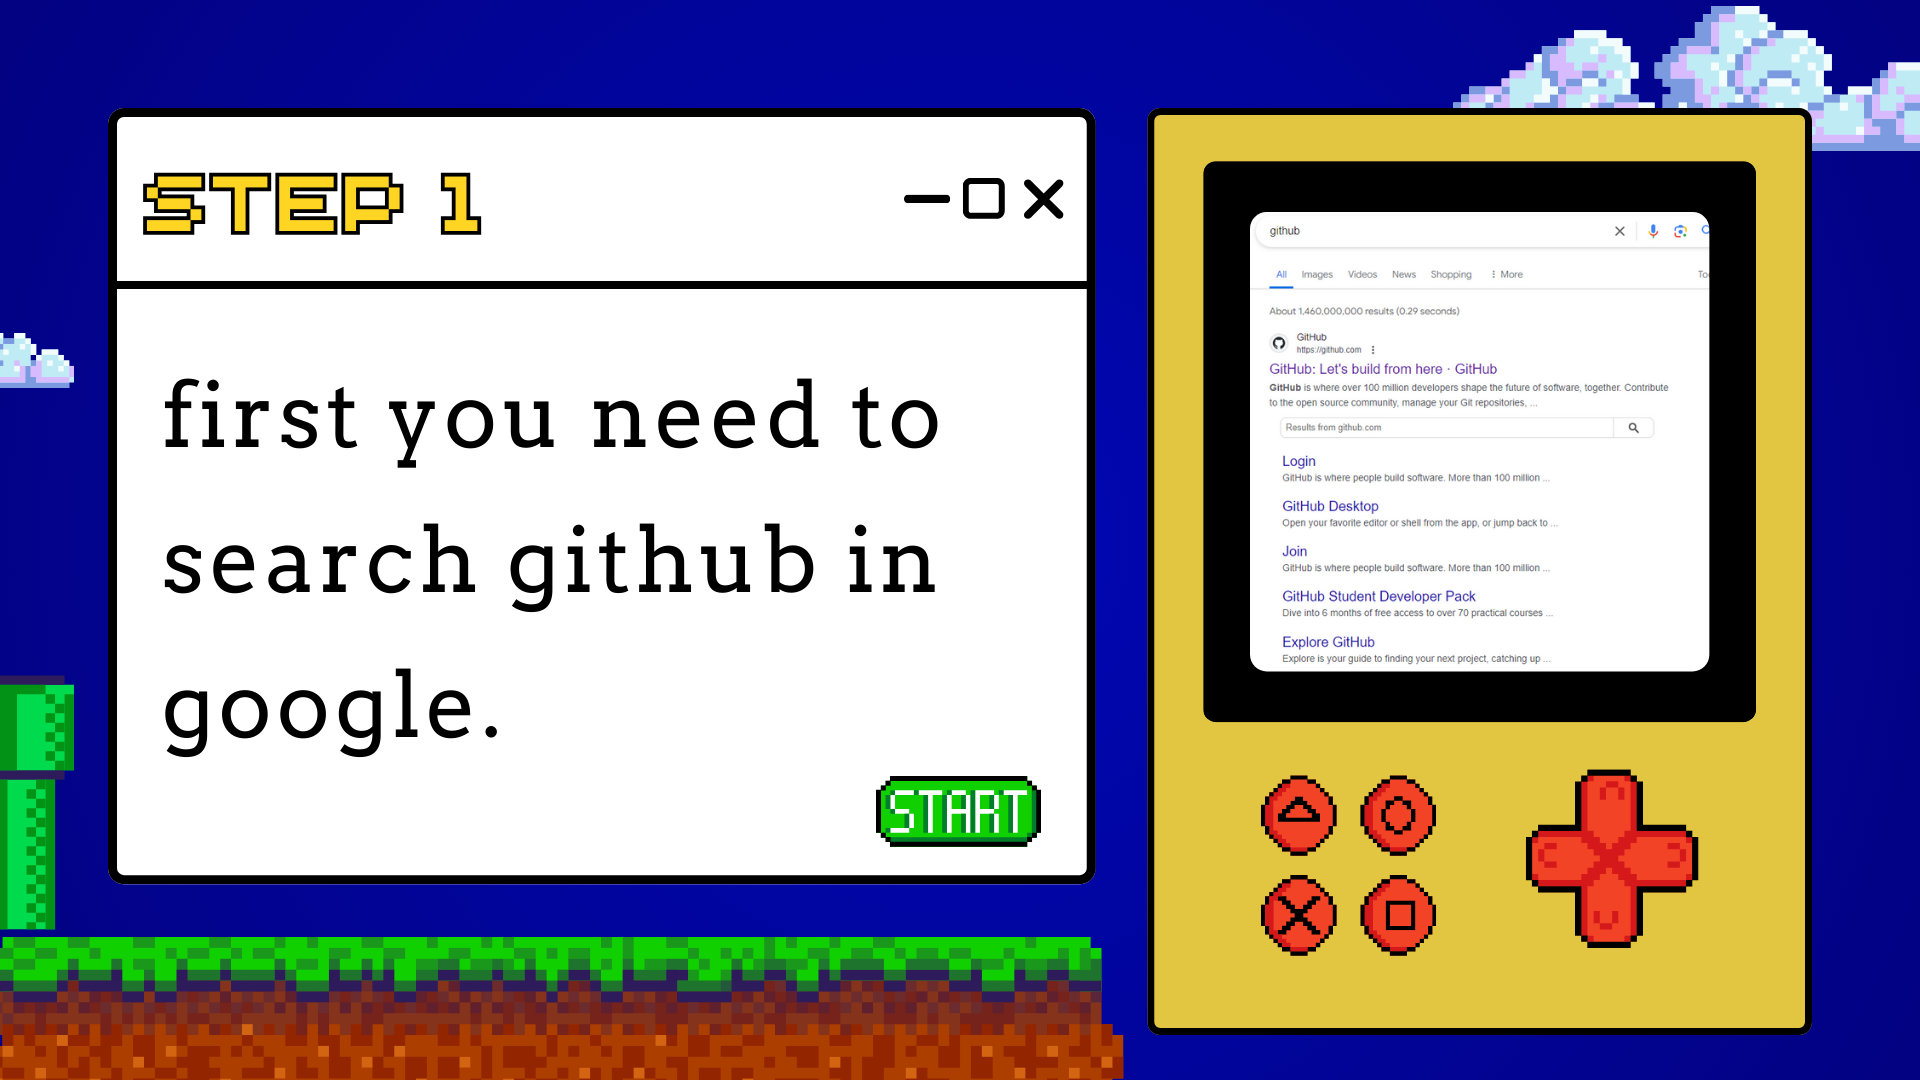 STEP 1
first you need to
search github in
google.
START
github
All Images Videos News Shopping More
About 1,460,000,000 results (0.29 seconds)
GitHub
https://github.com
GitHub: Let's build from here · GitHub
GitHub is where over 100 million developers shape the future of software, together. Contribute
to the open source community, manage your Git repositories, ...
Results from github.com
Login
GitHub is where people build software. More than 100 million ...
GitHub Desktop
Open your favorite editor or shell from the app, or jump back to ...
Join
GitHub is where people build software. More than 100 million ...
GitHub Student Developer Pack
Dive into 6 months of free access to over 70 practical courses ...
Explore GitHub
Explore is your guide to finding your next project, catching up ...